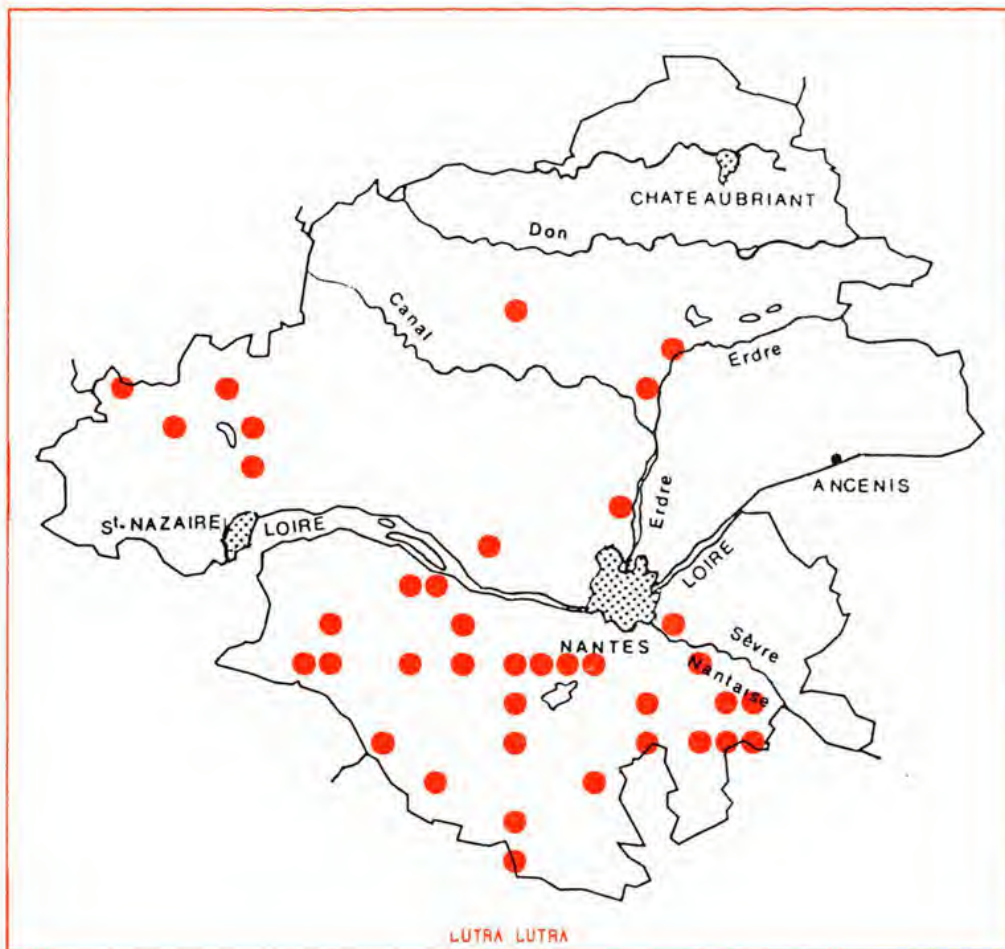 CHATEAUBRIANT
Don
Canal
Erdre
ANCENIS
Erdre
St-NAZAIRE
LOIRE
LOIRE
NANTES
Sèvre
Nantaise
LUTRA LUTRA